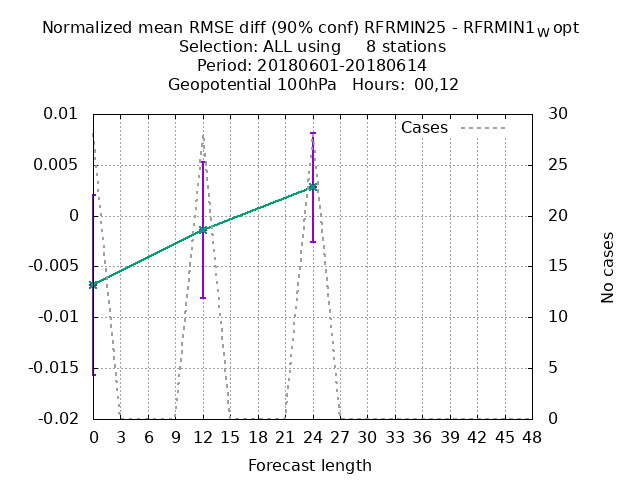 Normalized mean RMSE diff (90% conf) RFRMIN25 - RFRMIN1_W opt
Selection: ALL using 8 stations
Period: 20180601-20180614
Geopotential 100hPa Hours: 00,12
Cases
0.01
0.005
0
-0.005
-0.01
-0.015
-0.02
30
25
20
15
10
5
0
No cases
0 3 6 9 12 15 18 21 24 27 30 33 36 39 42 45 48
Forecast length